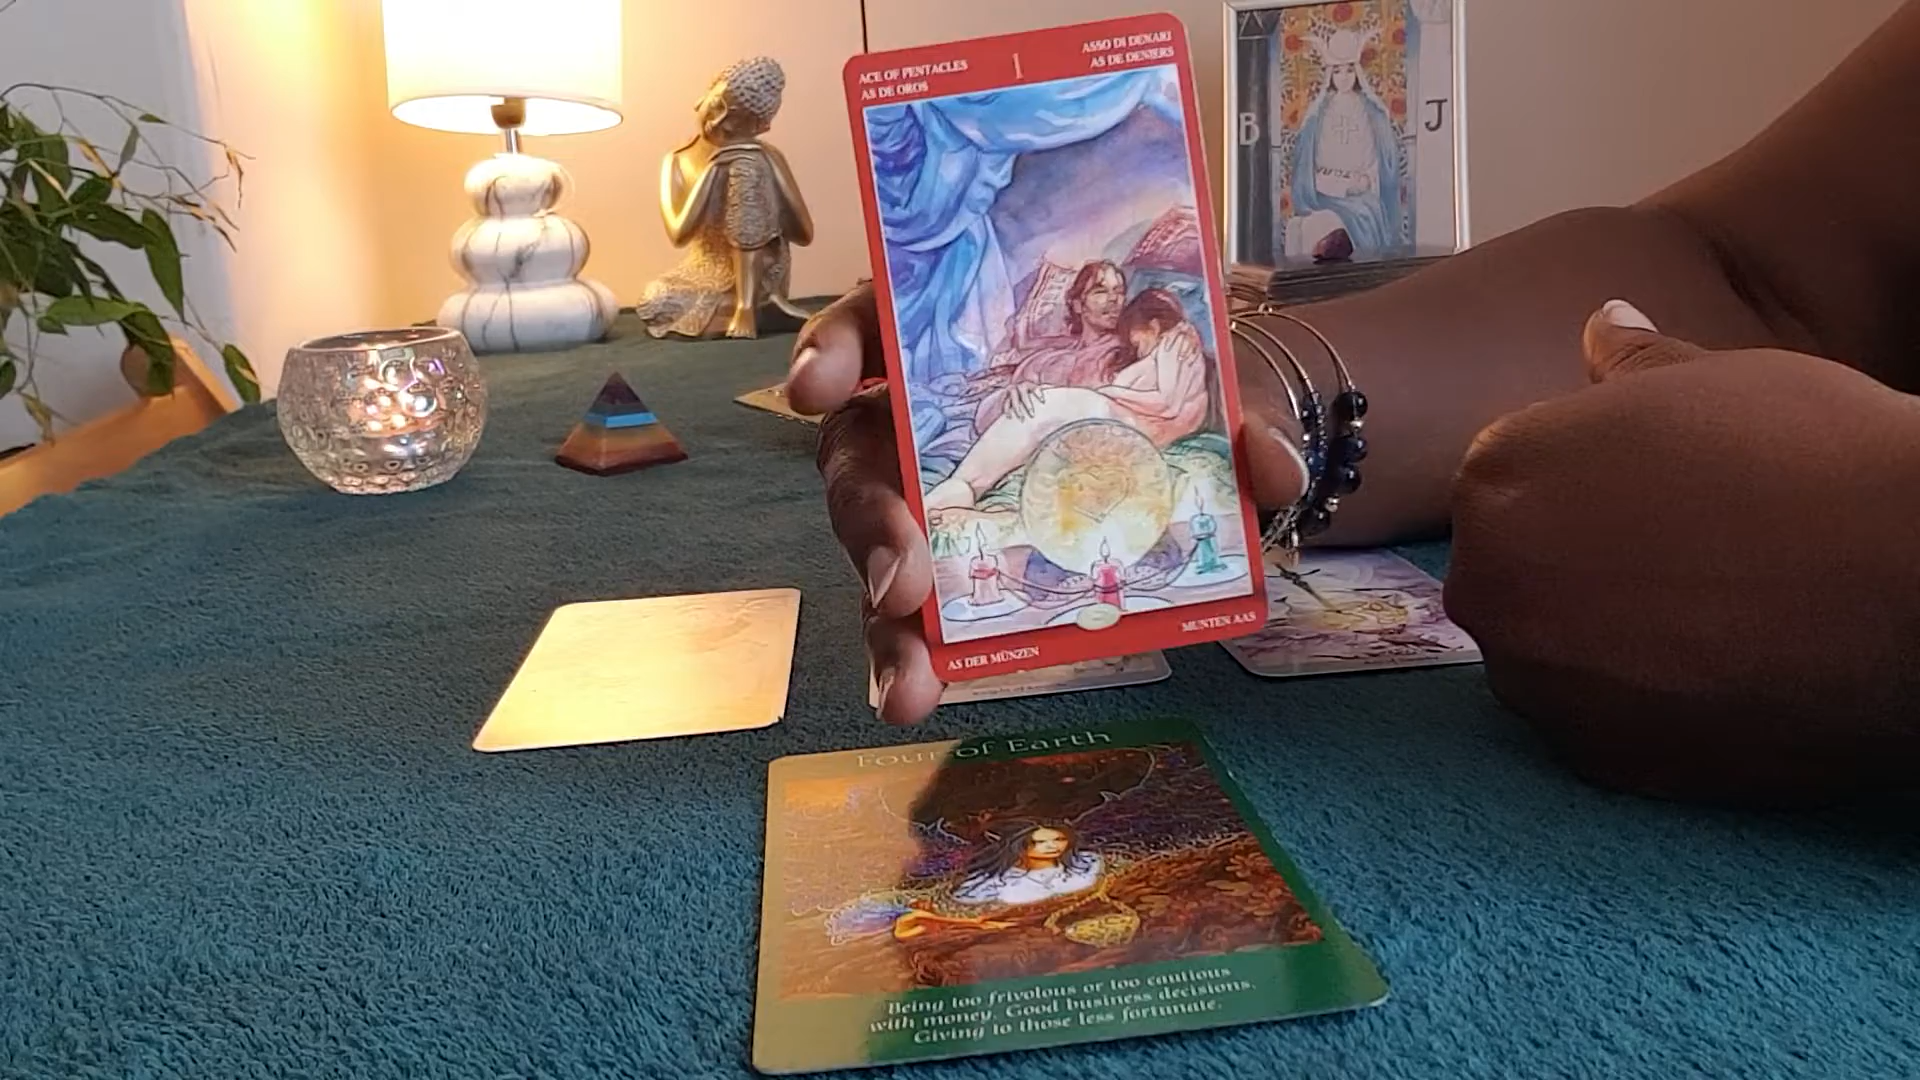 ACE OF PENTACLES
AS DE OROS
I
ASSO DI DENARI
AS DE DENIERS
B
J
TORA
AS DER MÜNZEN
MUNTEN AAS
Four of Earth
Being too frivolous or too cautious
with money. Good business decisions.
Giving to those less fortunate.